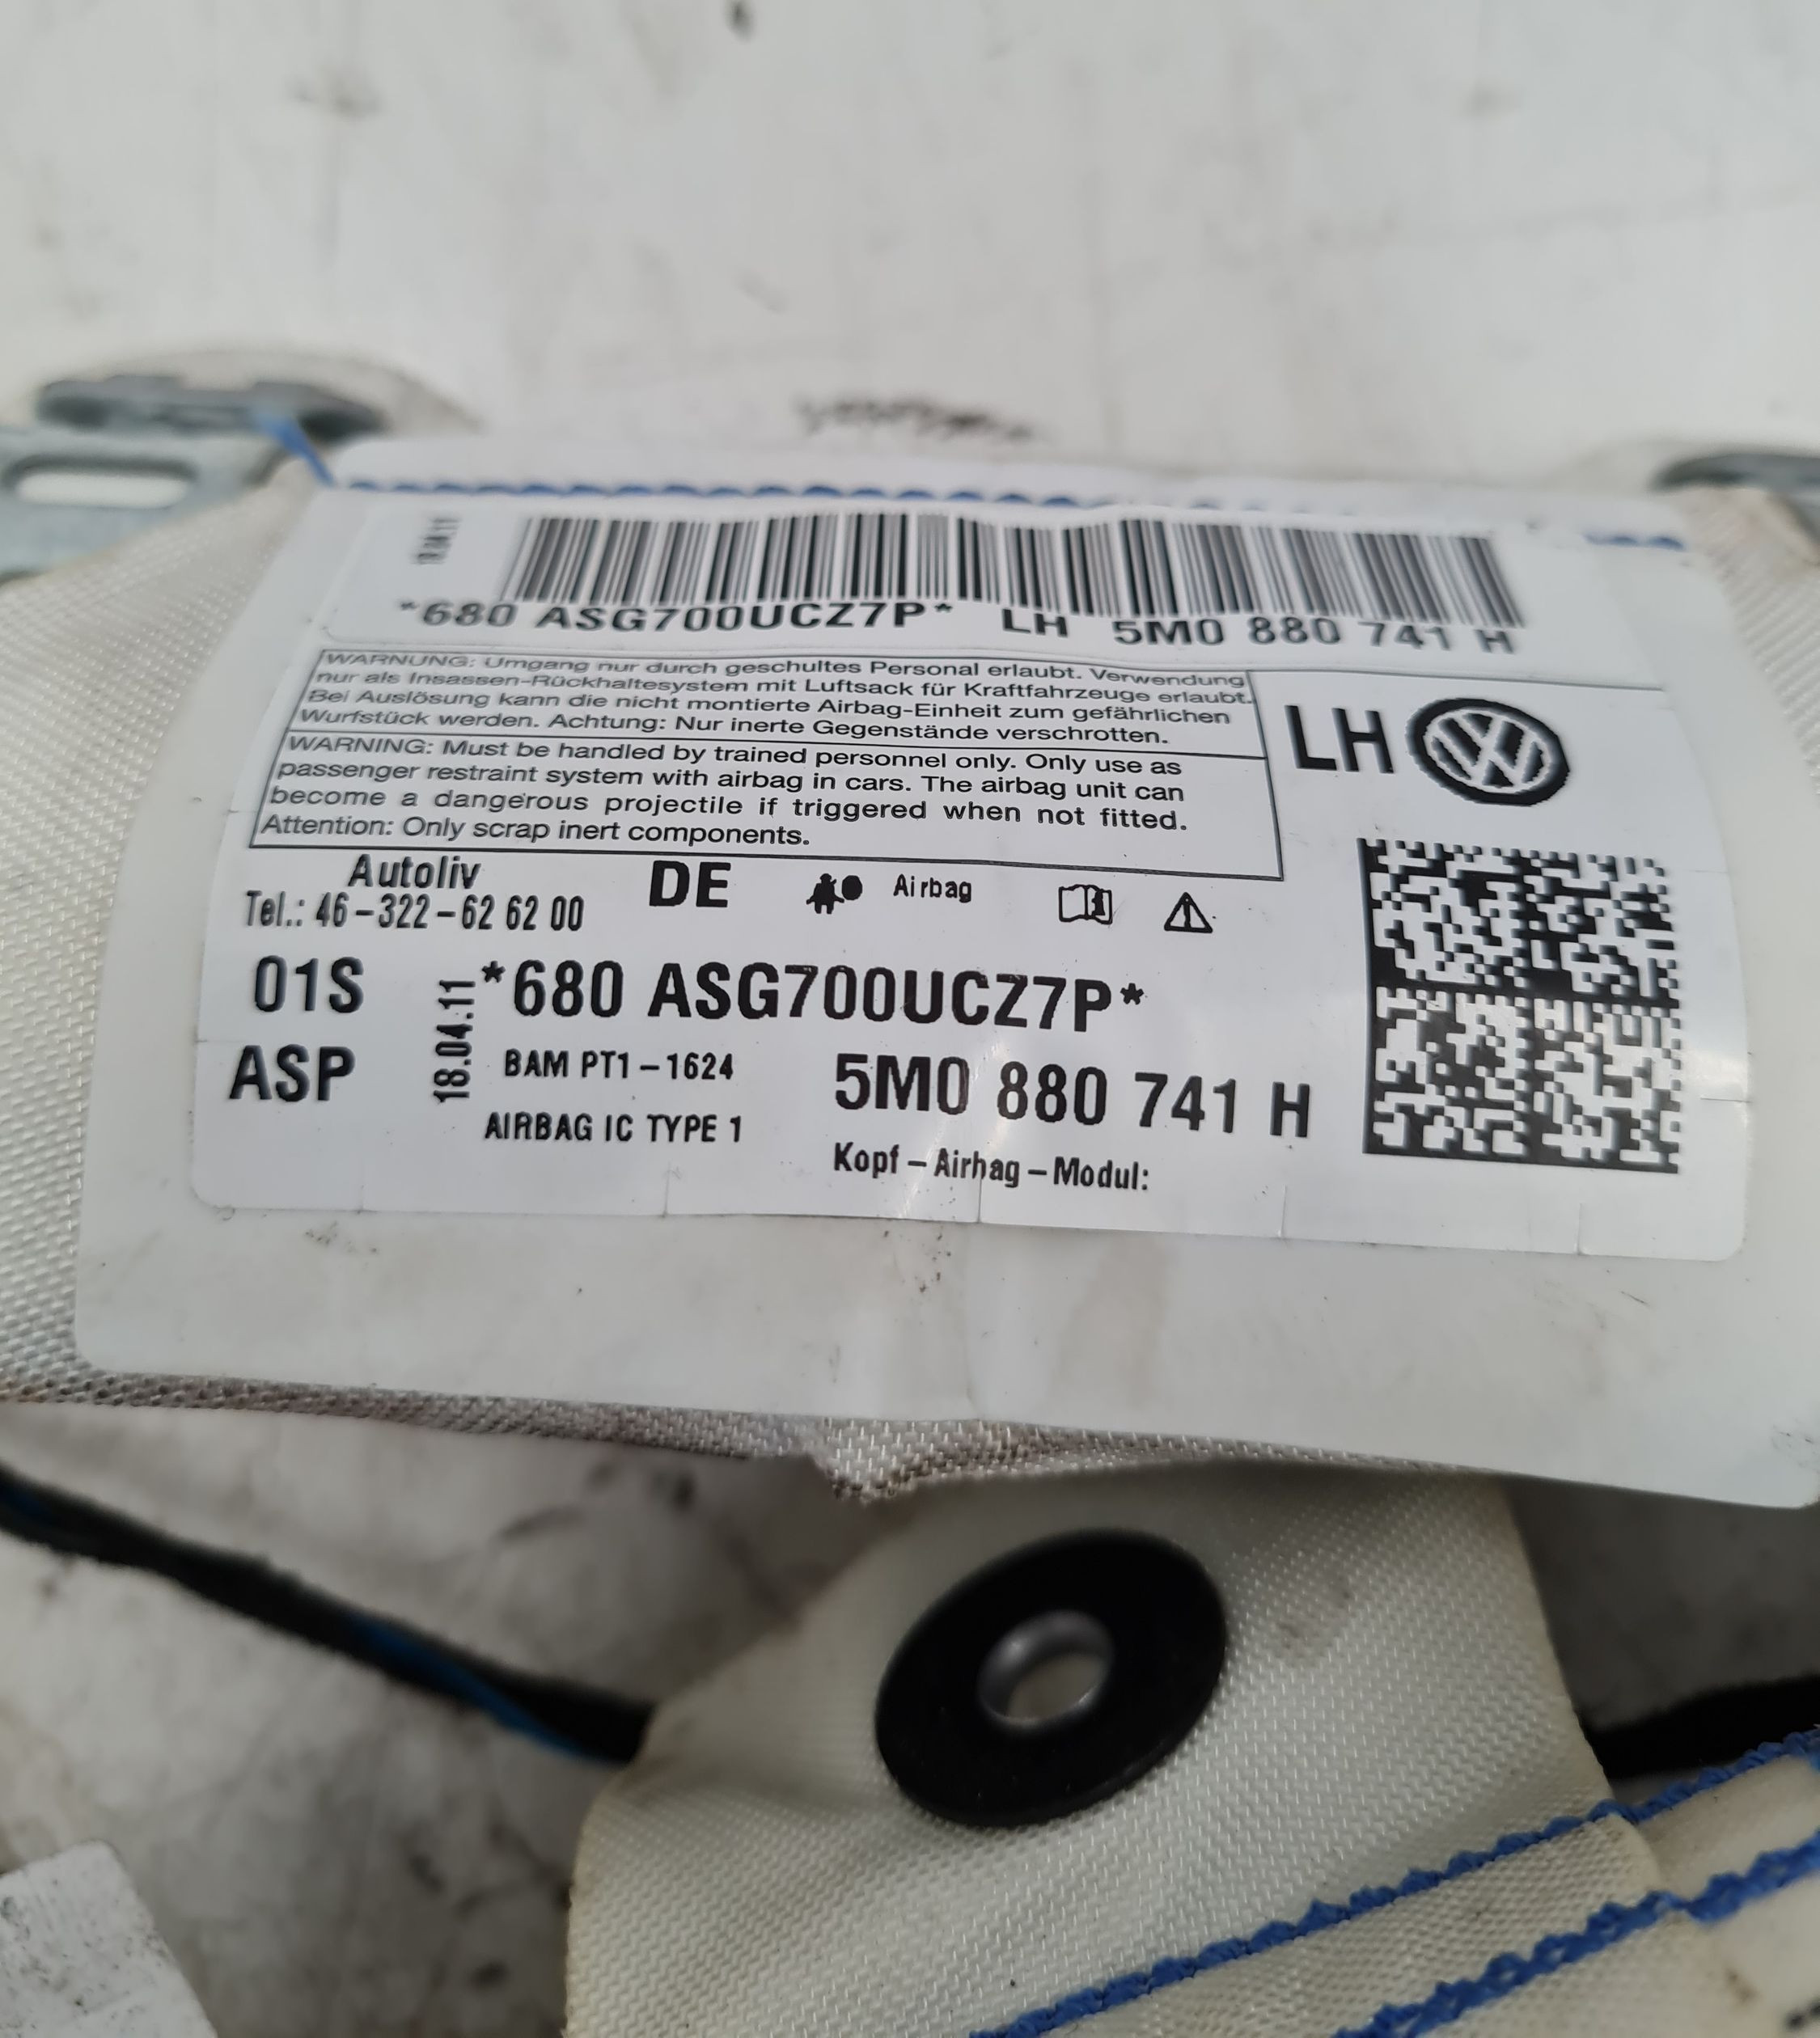 *680 ASG700UCZ7P* LH 5M0 880 741 H
WARNUNG: Umgang nur durch geschultes Personal erlaubt. Verwendung
nur als Insassen-Rückhaltesystem mit Luftsack für Kraftfahrzeuge erlaubt.
Bei Auslösung kann die nicht montierte Airbag-Einheit zum gefährlichen
Wurfstück werden. Achtung: Nur inerte Gegenstände verschrotten.
WARNING: Must be handled by trained personnel only. Only use as
passenger restraint system with airbag in cars. The airbag unit can
become a dangerous projectile if triggered when not fitted.
Attention: Only scrap inert components.
LH
Autoliv
Tel.: 46-322-62 62 00
DE
Airbag
01S
ASP
18.04.11
*680 ASG700UCZ7P*
BAM PT1-1624
AIRBAG IC TYPE 1
5M0 880 741 H
Kopf-Airbag-Modul: